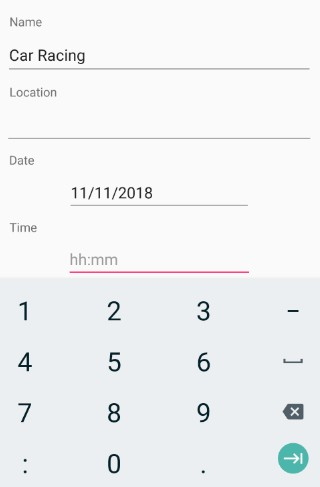 Name
Car Racing
Location
Date
11/11/2018
Time
hh:mm
1 2 3 -
4 5 6
7 8 9
: 0 .